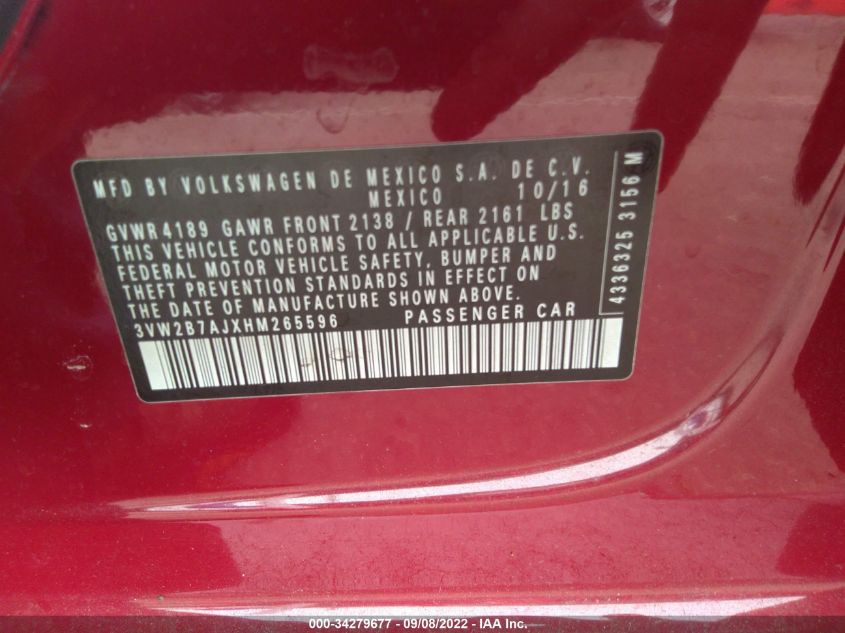 MFD BY VOLKSWAGEN DE MEXICO S.A. DE C.V.
MEXICO 10/16
GVWR 4189 GAWR FRONT 2138 / REAR 2161 LBS
THIS VEHICLE CONFORMS TO ALL APPLICABLE U.S.
FEDERAL MOTOR VEHICLE SAFETY, BUMPER AND
THEFT PREVENTION STANDARDS IN EFFECT ON
THE DATE OF MANUFACTURE SHOWN ABOVE.
3VW2B7AJXHM265596 PASSENGER CAR
4336325 3156 M
000-34279677 - 09/08/2022 - IAA Inc.